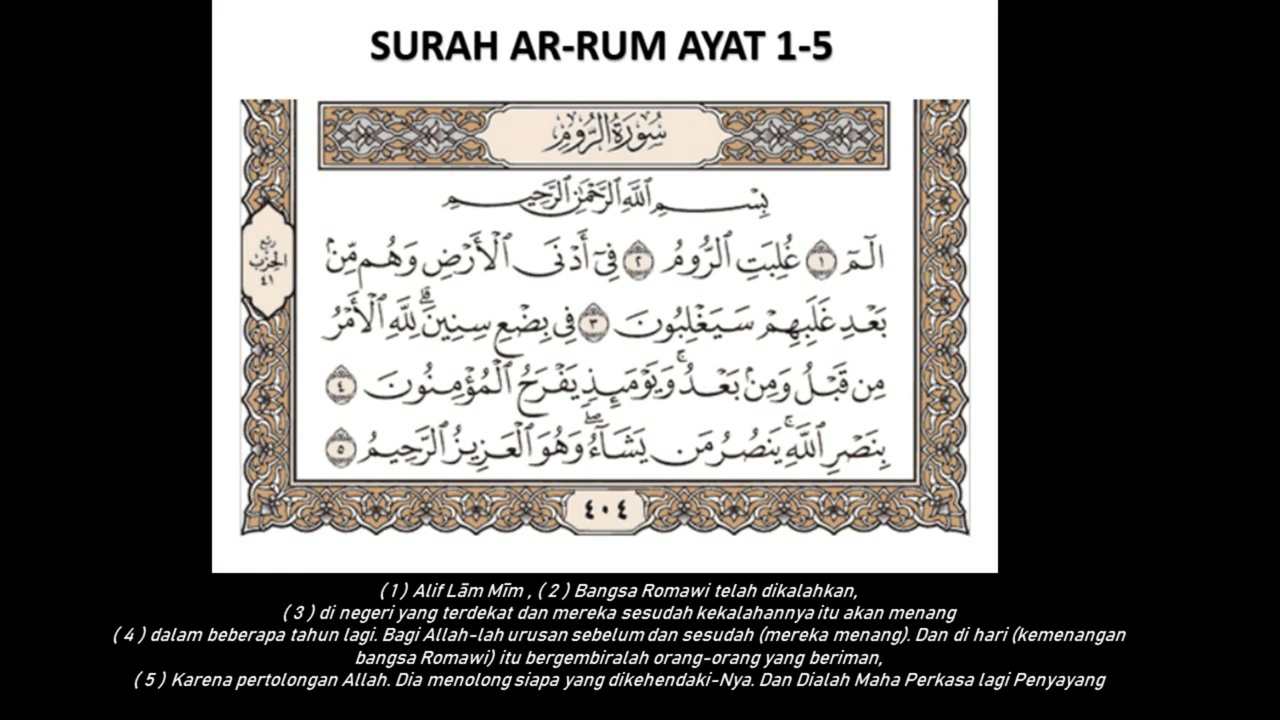 SURAH AR-RUM AYAT 1-5
سُورَةُ الرُّومِ
بِسْمِ اللَّهِ الرَّحْمَٰنِ الرَّحِيمِ
الٓمٓ ١ غُلِبَتِ الرُّومُ ٢ فِىٓ أَدْنَى الْأَرْضِ وَهُم مِّنۢ
ربع
الحزب
٤١
بَعْدِ غَلَبِهِمْ سَيَغْلِبُونَ ٣ فِى بِضْعِ سِنِينَ ۗ لِلَّهِ الْأَمْرُ
مِن قَبْلُ وَمِنۢ بَعْدُ ۚ وَيَوْمَئِذٍ يَفْرَحُ الْمُؤْمِنُونَ ٤
بِنَصْرِ اللَّهِ ۚ يَنصُرُ مَن يَشَآءُ ۖ وَهُوَ الْعَزِيزُ الرَّحِيمُ ٥
٤٠٤
( 1 ) Alif Lām Mīm , ( 2 ) Bangsa Romawi telah dikalahkan,
( 3 ) di negeri yang terdekat dan mereka sesudah kekalahannya itu akan menang
( 4 ) dalam beberapa tahun lagi. Bagi Allah-lah urusan sebelum dan sesudah (mereka menang). Dan di hari (kemenangan
bangsa Romawi) itu bergembiralah orang-orang yang beriman,
( 5 ) Karena pertolongan Allah. Dia menolong siapa yang dikehendaki-Nya. Dan Dialah Maha Perkasa lagi Penyayang